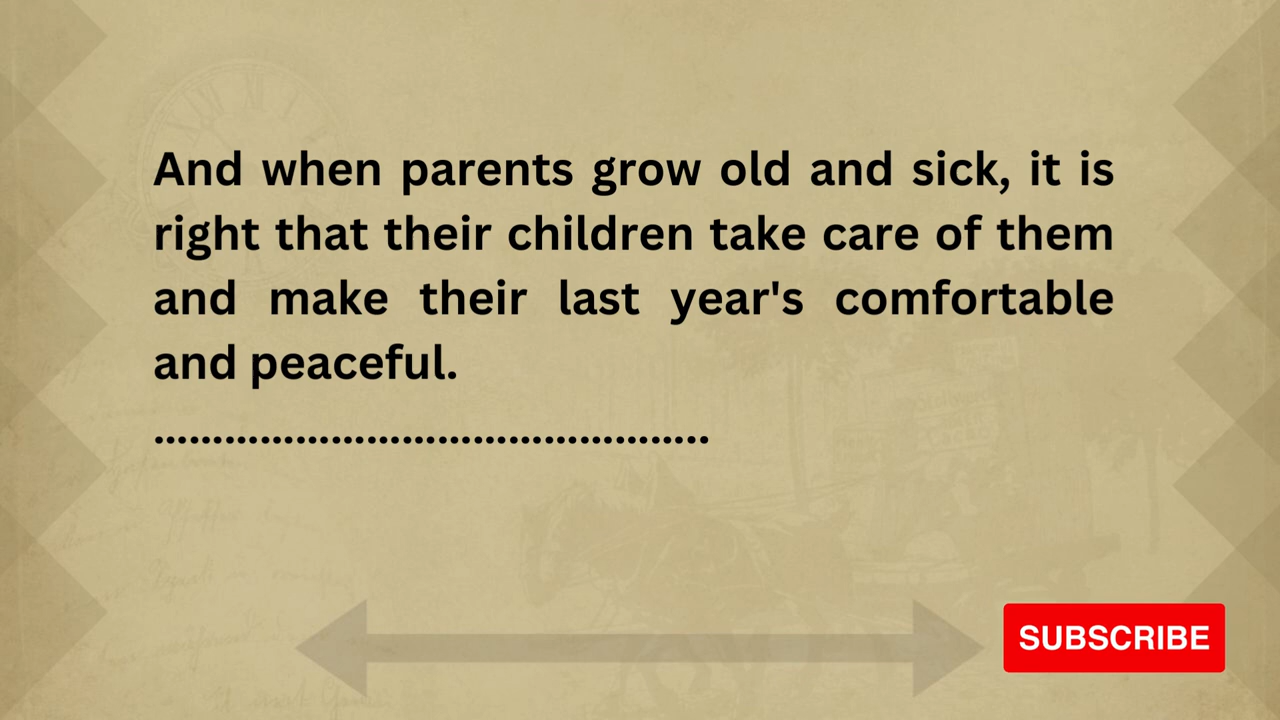 And when parents grow old and sick, it is
right that their children take care of them
and make their last year's comfortable
and peaceful.
................................................
SUBSCRIBE